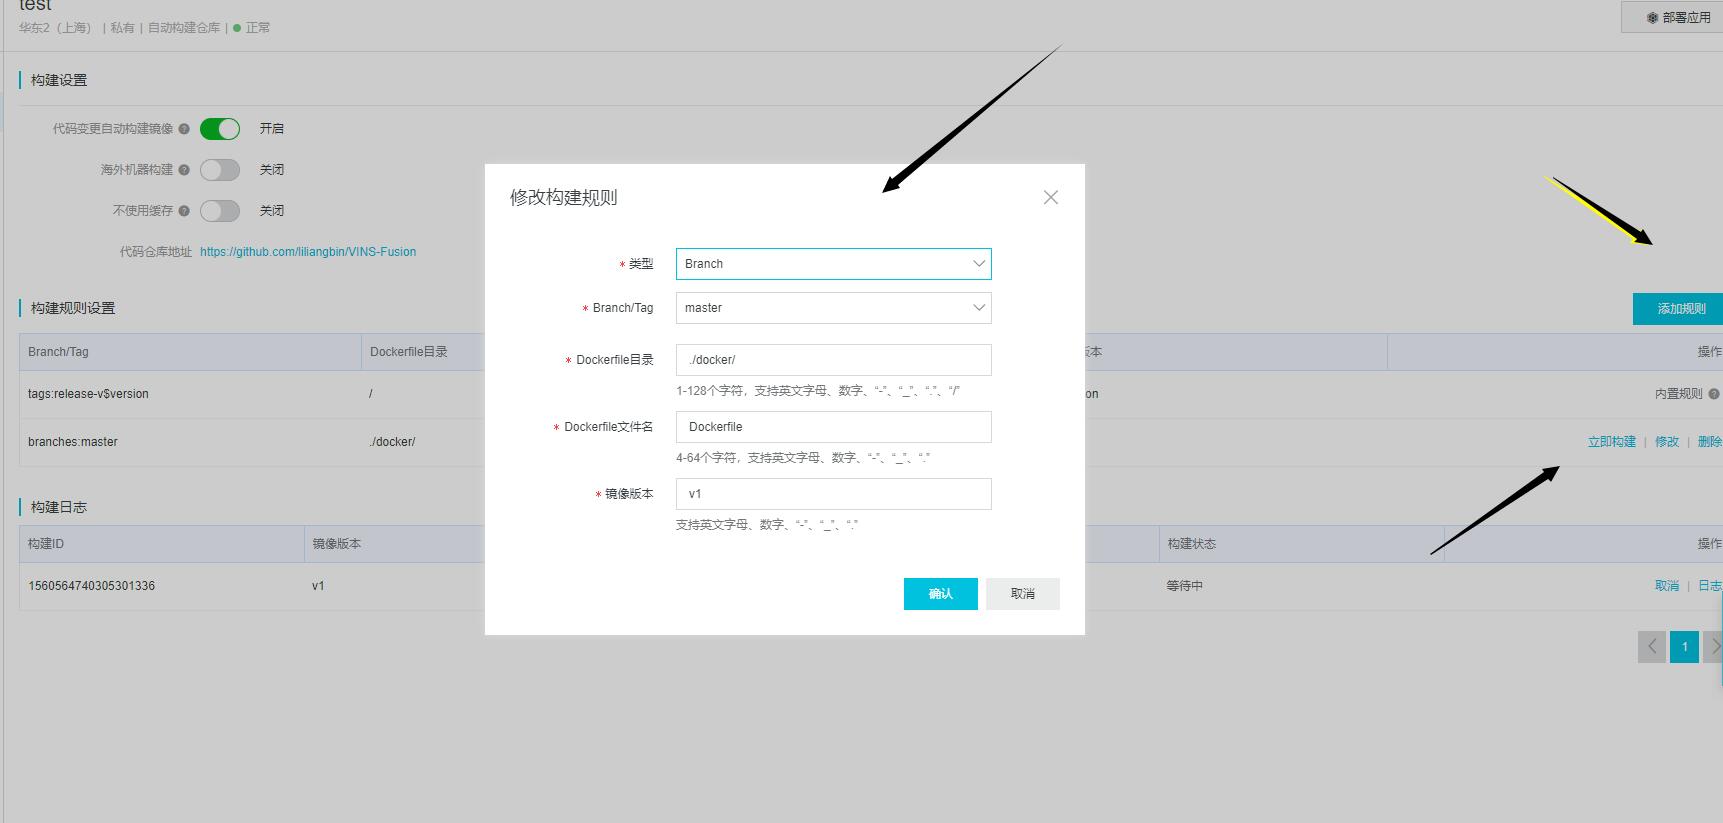 test
华东2（上海） | 私有 | 自动构建仓库 | 正常
部署应用
构建设置
代码变更自动构建镜像 ? 开启
海外机器构建 ? 关闭
不使用缓存 ? 关闭
代码仓库地址 https://github.com/liliangbin/VINS-Fusion
构建规则设置
添加规则
Branch/Tag Dockerfile目录 版本 操作
tags:release-v$version / on 内置规则 ?
branches:master ./docker/ 立即构建 | 修改 | 删除
构建日志
构建ID 镜像版本 构建状态 操作
1560564740305301336 v1 等待中 取消 | 日志
1
修改构建规则
* 类型 Branch
* Branch/Tag master
* Dockerfile目录 ./docker/
1-128个字符，支持英文字母、数字、“-”、“_”、“.”、“/”
* Dockerfile文件名 Dockerfile
4-64个字符，支持英文字母、数字、“-”、“_”、“.”
* 镜像版本 v1
支持英文字母、数字、“-”、“_”、“.”
确认 取消